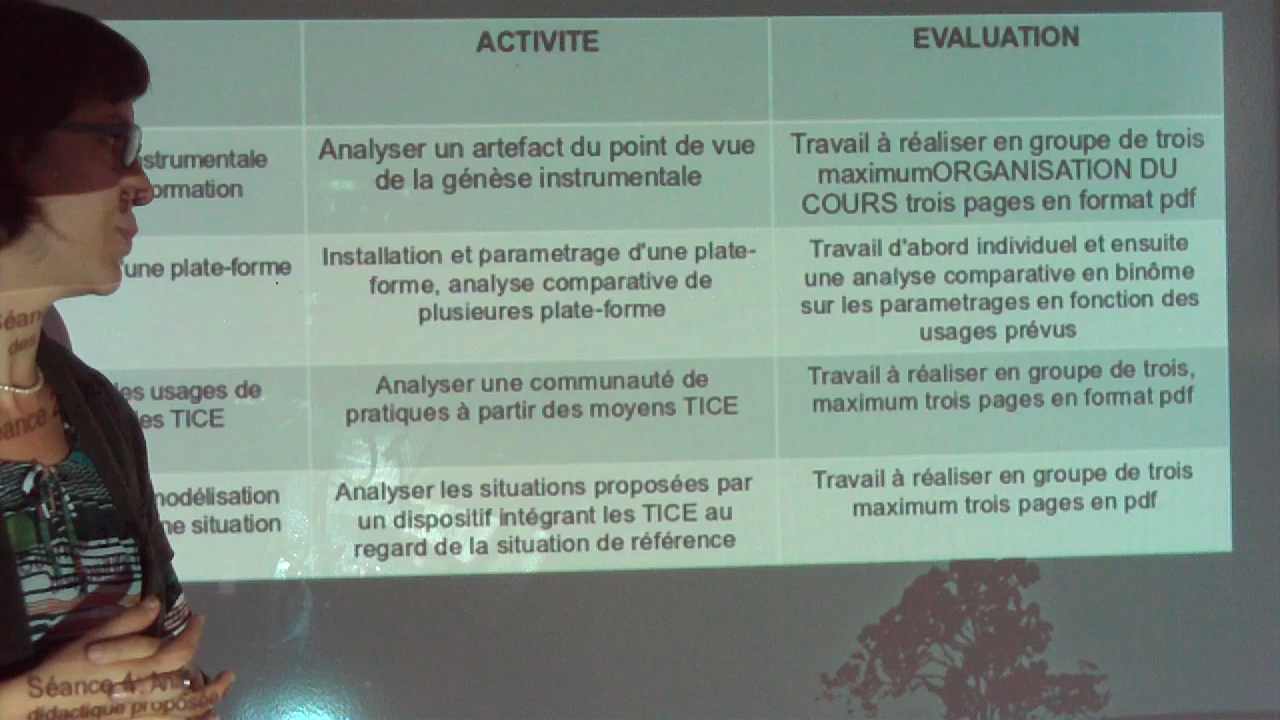 ACTIVITE
EVALUATION
strumentale
ormation
Analyser un artefact du point de vue
de la génèse instrumentale
Travail à réaliser en groupe de trois
maximumORGANISATION DU
COURS trois pages en format pdf
une plate-forme
Installation et parametrage d'une plate-
forme, analyse comparative de
plusieures plate-forme
Travail d'abord individuel et ensuite
une analyse comparative en binôme
sur les parametrages en fonction des
usages prévus
es usages de
es TICE
Analyser une communauté de
pratiques à partir des moyens TICE
Travail à réaliser en groupe de trois,
maximum trois pages en format pdf
modélisation
ne situation
Analyser les situations proposées par
un dispositif intégrant les TICE au
regard de la situation de référence
Travail à réaliser en groupe de trois
maximum trois pages en pdf
Séance 4:
didactique proposée